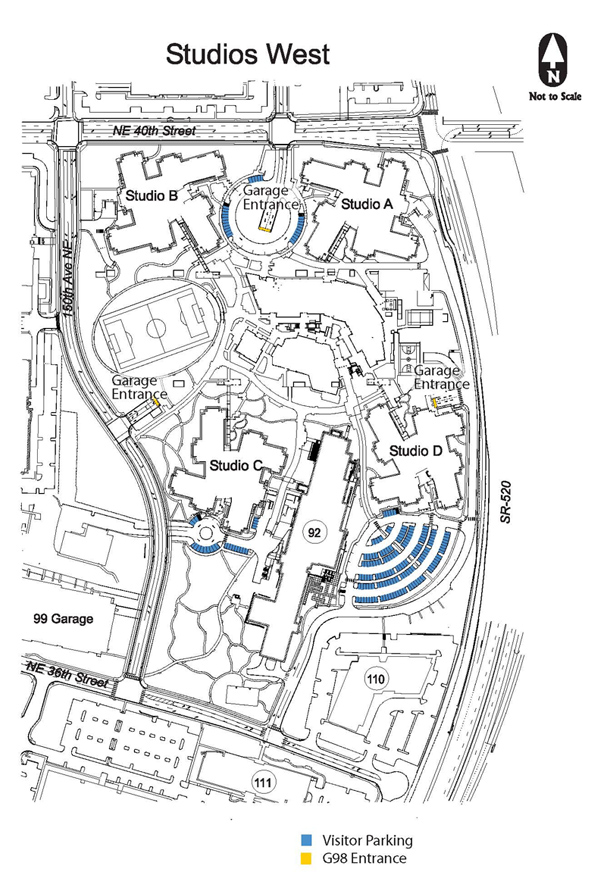 Studios West
N
Not to Scale
NE 40th Street
Studio B
Garage
Entrance
Studio A
150th Ave NE
Garage
Entrance
Garage
Entrance
Studio C
Studio D
92
SR-520
99 Garage
NE 36th Street
110
111
Visitor Parking
G98 Entrance